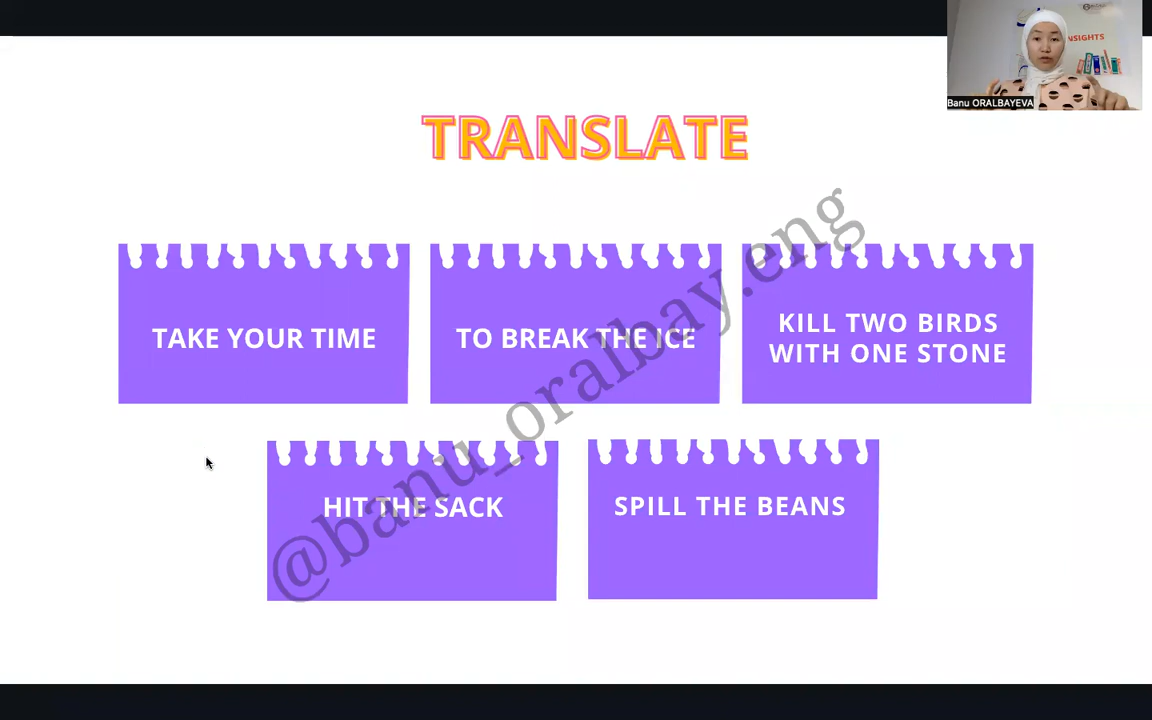 NSIGHTS
Banu ORALBAYEVA
TRANSLATE
TAKE YOUR TIME
TO BREAK THE ICE
KILL TWO BIRDS
WITH ONE STONE
HIT THE SACK
SPILL THE BEANS
@banu_oralbay.eng